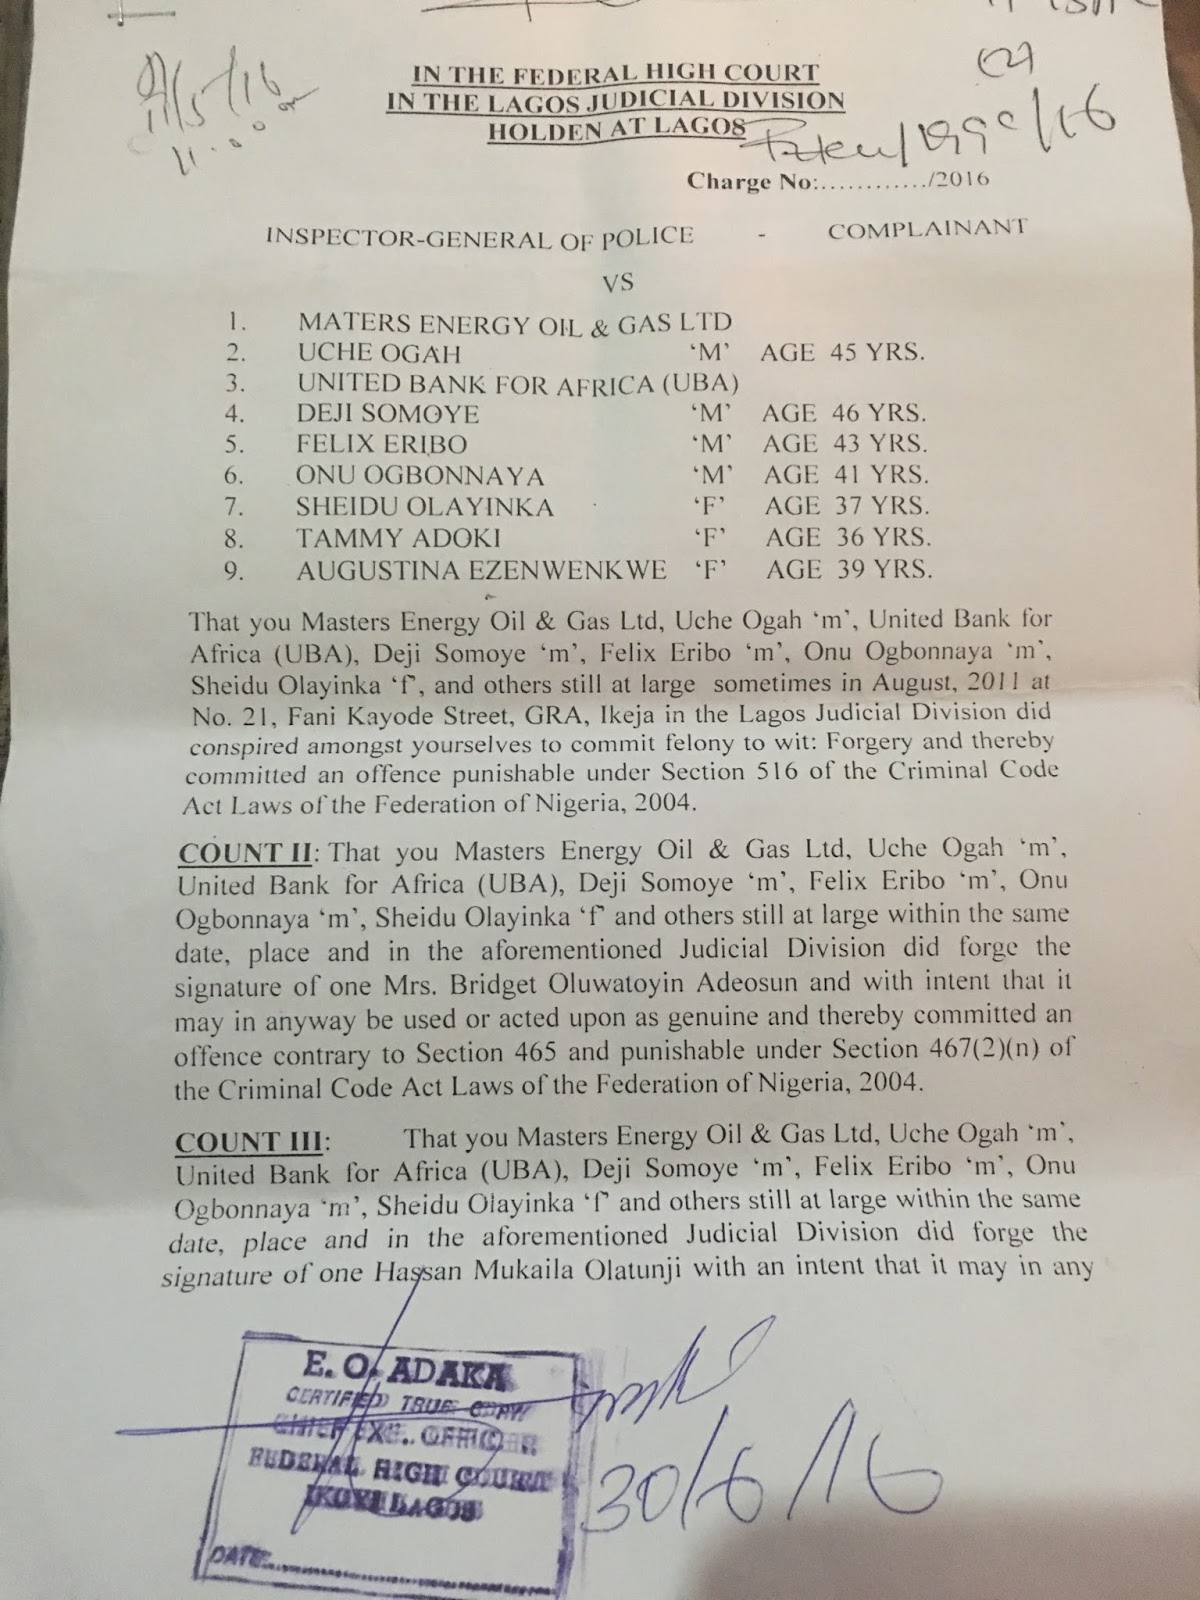 11/5/16
IN THE FEDERAL HIGH COURT
IN THE LAGOS JUDICIAL DIVISION
HOLDEN AT LAGOS
Charge No:............/2016
INSPECTOR-GENERAL OF POLICE - COMPLAINANT
VS
1. MATERS ENERGY OIL & GAS LTD
2. UCHE OGAH ‘M’ AGE 45 YRS.
3. UNITED BANK FOR AFRICA (UBA)
4. DEJI SOMOYE ‘M’ AGE 46 YRS.
5. FELIX ERIBO ‘M’ AGE 43 YRS.
6. ONU OGBONNAYA ‘M’ AGE 41 YRS.
7. SHEIDU OLAYINKA ‘F’ AGE 37 YRS.
8. TAMMY ADOKI ‘F’ AGE 36 YRS.
9. AUGUSTINA EZENWENKWE ‘F’ AGE 39 YRS.
That you Masters Energy Oil & Gas Ltd, Uche Ogah ‘m’, United Bank for
Africa (UBA), Deji Somoye ‘m’, Felix Eribo ‘m’, Onu Ogbonnaya ‘m’,
Sheidu Olayinka ‘f’, and others still at large sometimes in August, 2011 at
No. 21, Fani Kayode Street, GRA, Ikeja in the Lagos Judicial Division did
conspired amongst yourselves to commit felony to wit: Forgery and thereby
committed an offence punishable under Section 516 of the Criminal Code
Act Laws of the Federation of Nigeria, 2004.
COUNT II: That you Masters Energy Oil & Gas Ltd, Uche Ogah ‘m’,
United Bank for Africa (UBA), Deji Somoye ‘m’, Felix Eribo ‘m’, Onu
Ogbonnaya ‘m’, Sheidu Olayinka ‘f’ and others still at large within the same
date, place and in the aforementioned Judicial Division did forge the
signature of one Mrs. Bridget Oluwatoyin Adeosun and with intent that it
may in anyway be used or acted upon as genuine and thereby committed an
offence contrary to Section 465 and punishable under Section 467(2)(n) of
the Criminal Code Act Laws of the Federation of Nigeria, 2004.
COUNT III: That you Masters Energy Oil & Gas Ltd, Uche Ogah ‘m’,
United Bank for Africa (UBA), Deji Somoye ‘m’, Felix Eribo ‘m’, Onu
Ogbonnaya ‘m’, Sheidu Olayinka ‘f’ and others still at large within the same
date, place and in the aforementioned Judicial Division did forge the
signature of one Hassan Mukaila Olatunji with an intent that it may in any
E. O. ADAKA
CERTIFIED TRUE COPY
CHIEF EXE. OFFICER
FEDERAL HIGH COURT
IKOYI LAGOS
DATE...............
30/6/16